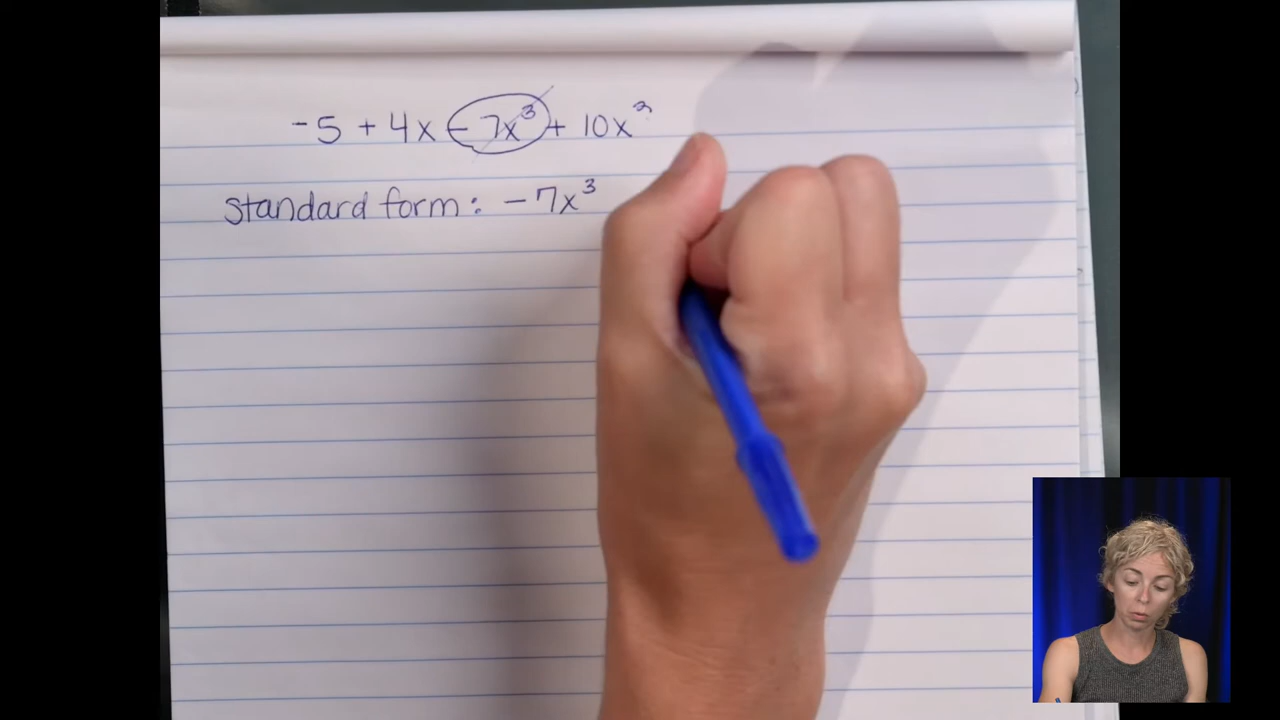 -5 + 4x - 7x³ + 10x²
standard form: -7x³